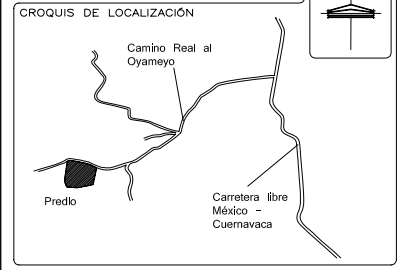 CROQUIS DE LOCALIZACIÓN
Camino Real al
Oyameyo
Predio
Carretera libre
México -
Cuernavaca